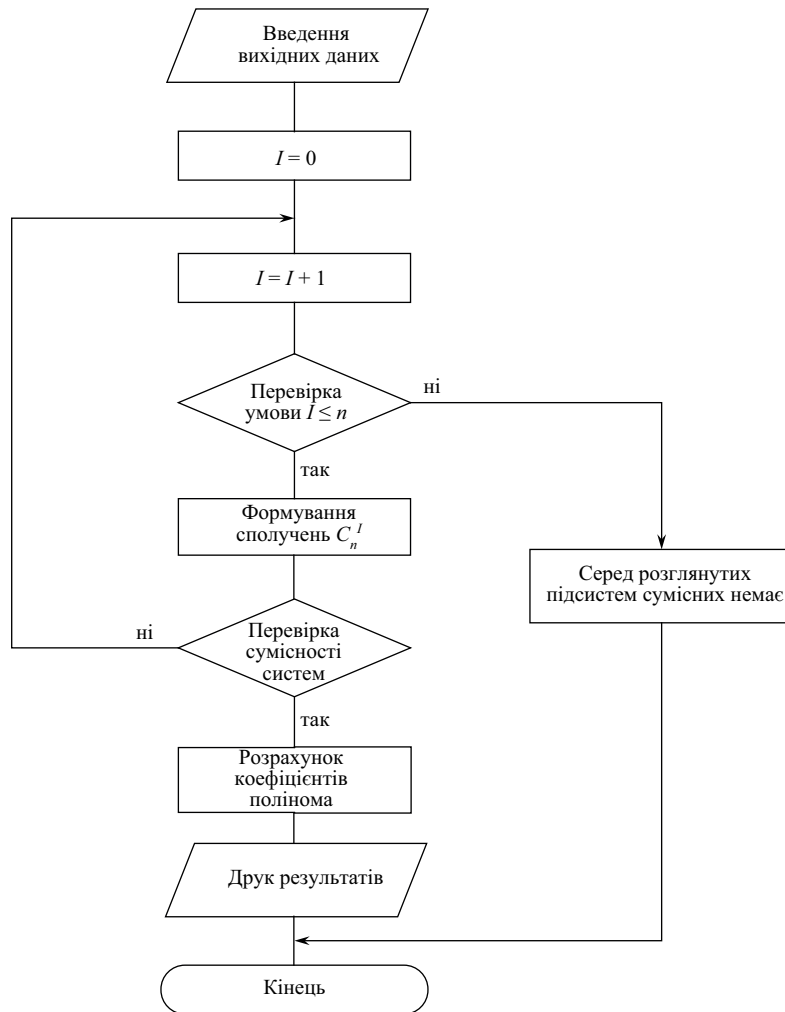 Введення
вихідних даних
I = 0
I = I + 1
Перевірка
умови I ≤ n
ні
так
Формування
сполучень C_n^I
Серед розглянутих
підсистем сумісних немає
ні
Перевірка
сумісності
систем
так
Розрахунок
коефіцієнтів
полінома
Друк результатів
Кінець